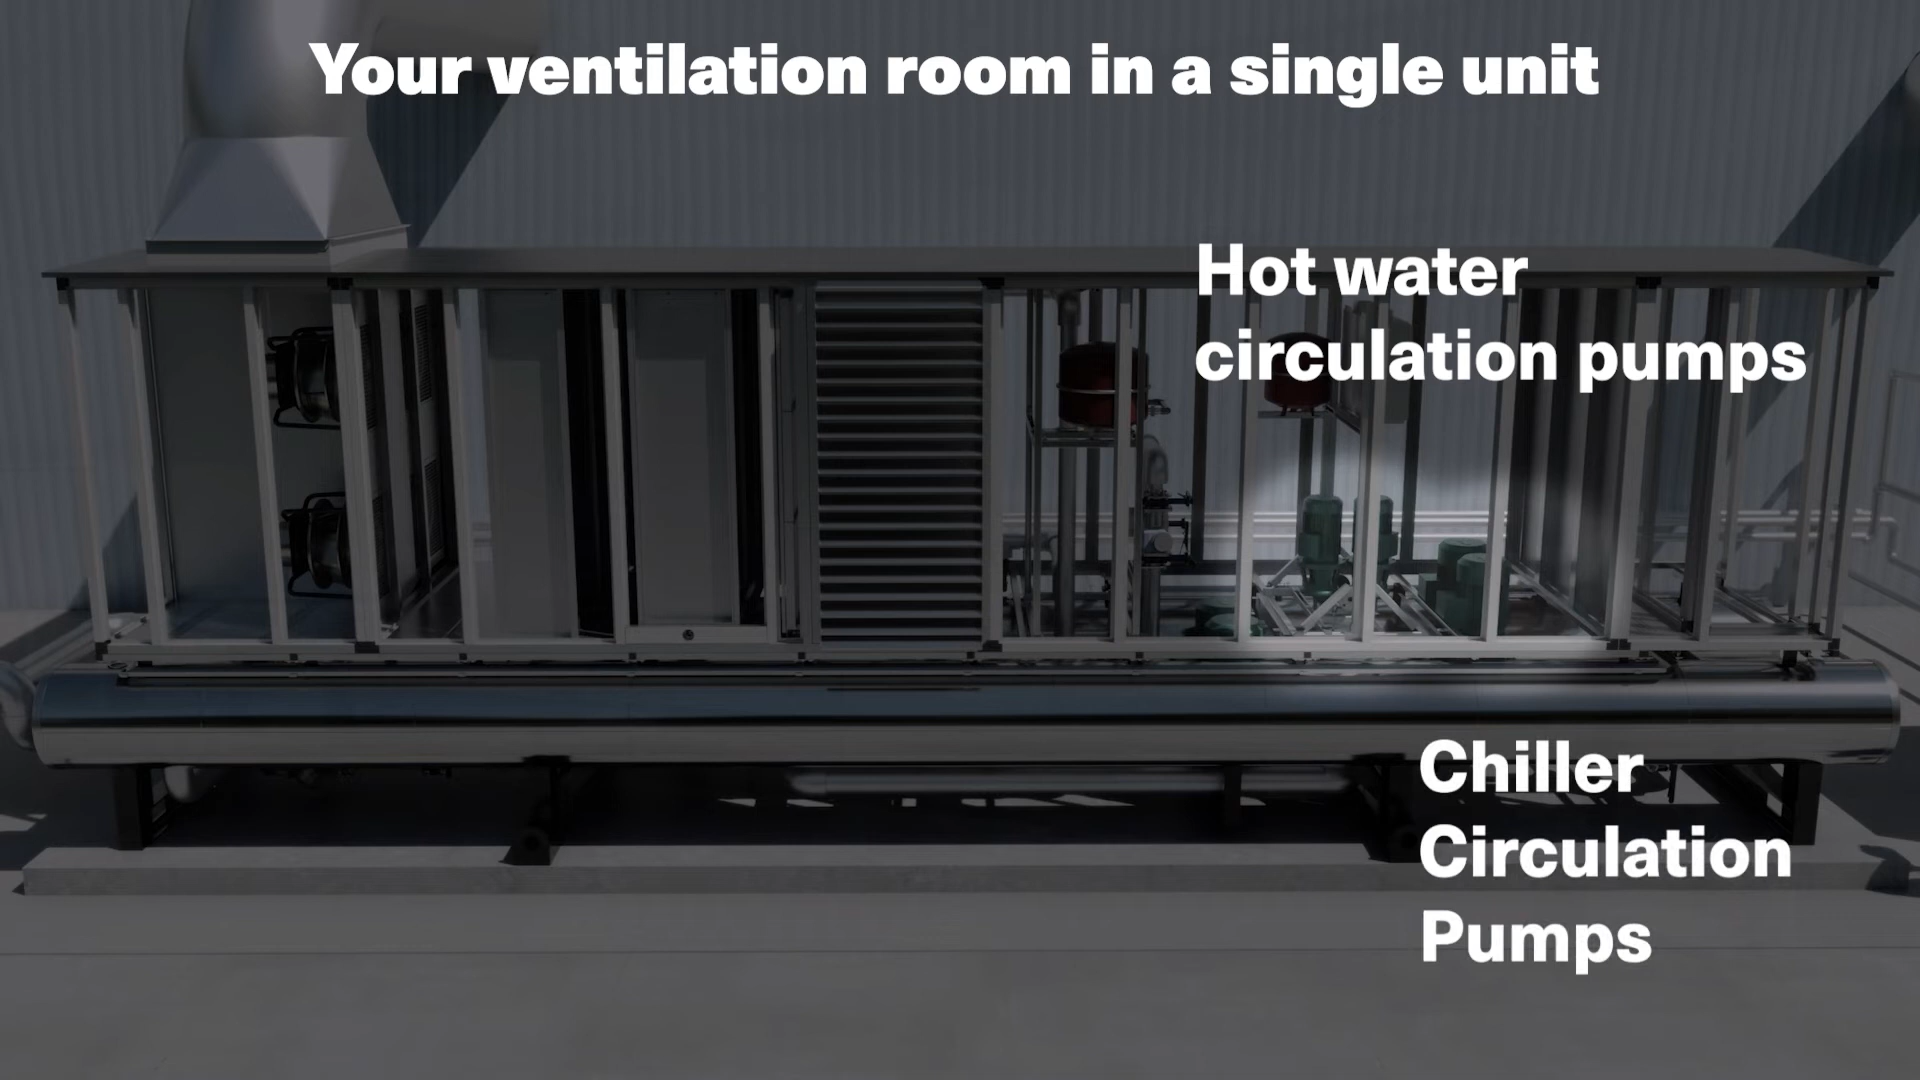 Your ventilation room in a single unit
Hot water
circulation pumps
Chiller
Circulation
Pumps